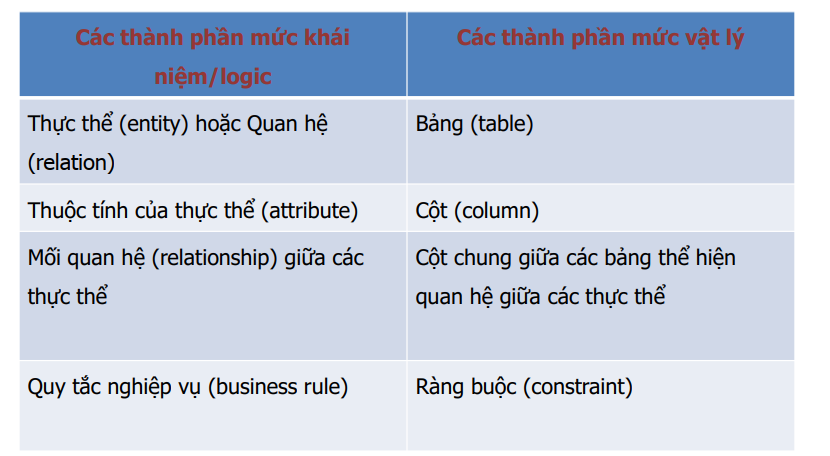 Các thành phần mức khái
niệm/logic
Các thành phần mức vật lý
Thực thể (entity) hoặc Quan hệ
(relation)
Bảng (table)
Thuộc tính của thực thể (attribute)
Cột (column)
Mối quan hệ (relationship) giữa các
thực thể
Cột chung giữa các bảng thể hiện
quan hệ giữa các thực thể
Quy tắc nghiệp vụ (business rule)
Ràng buộc (constraint)